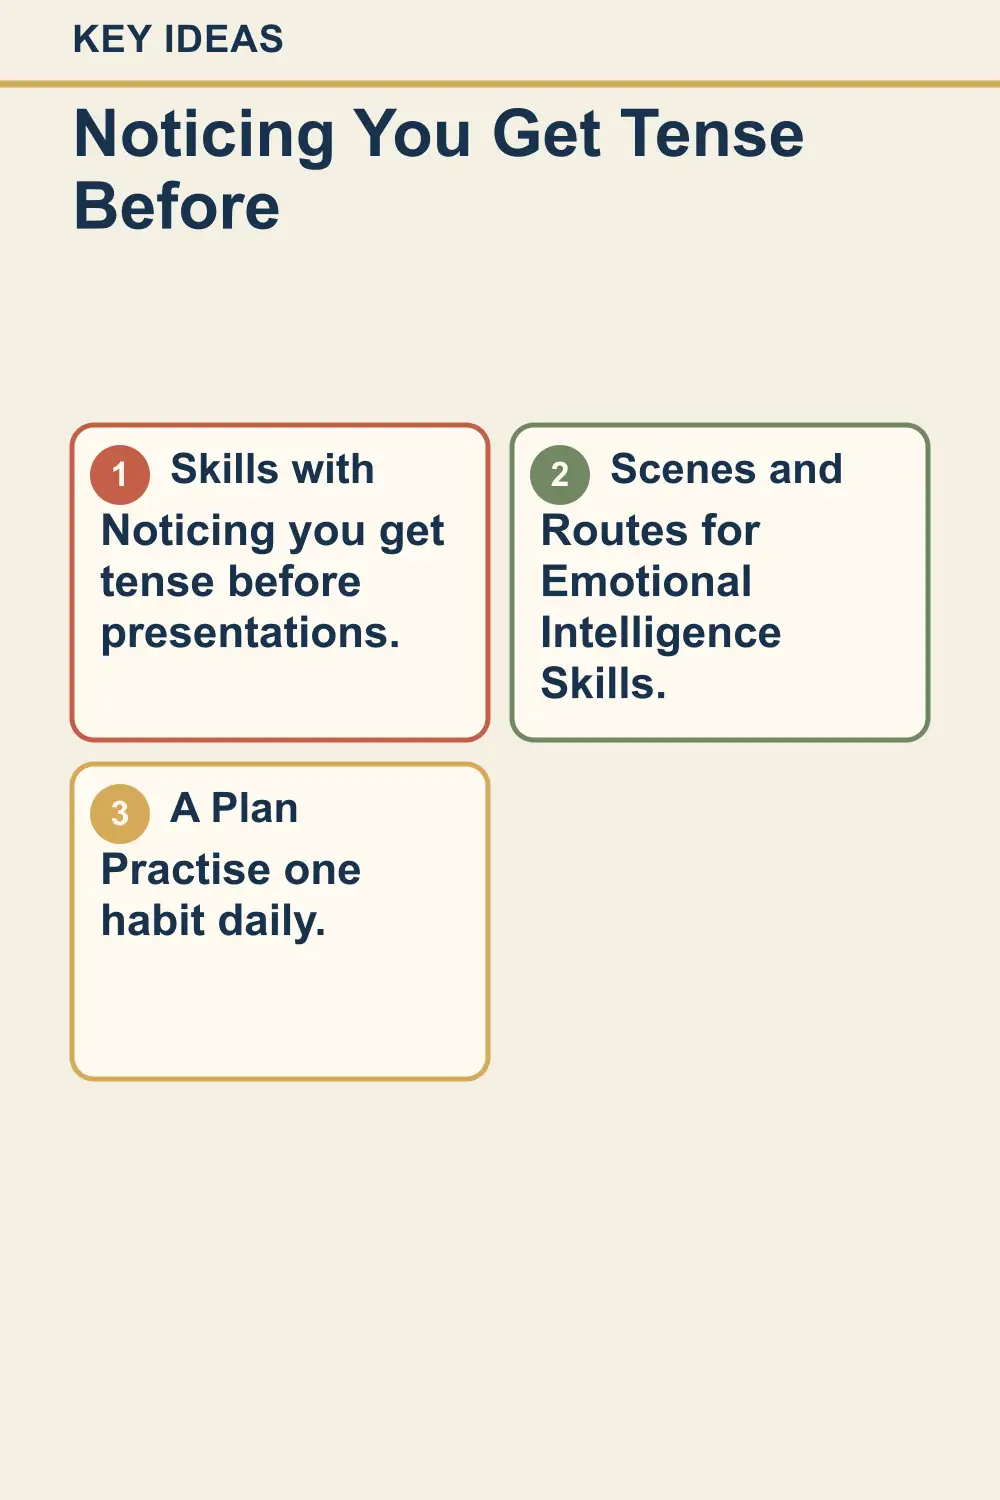 KEY IDEAS
Noticing You Get Tense
Before
1 Skills with
Noticing you get
tense before
presentations.
2 Scenes and
Routes for
Emotional
Intelligence
Skills.
3 A Plan
Practise one
habit daily.